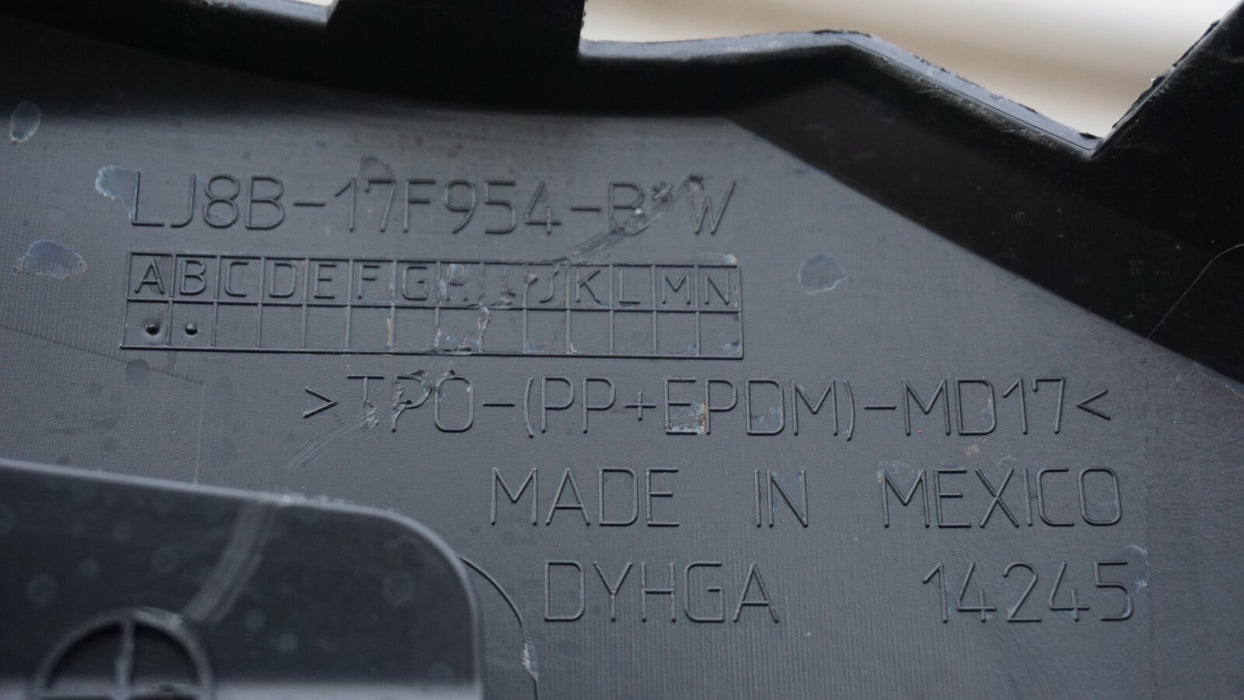 LJ8B-17F954-B*W
A B C D E F G H J K L M N
>TPO-(PP+EPDM)-MD17<
MADE IN MEXICO
DYHGA 14245